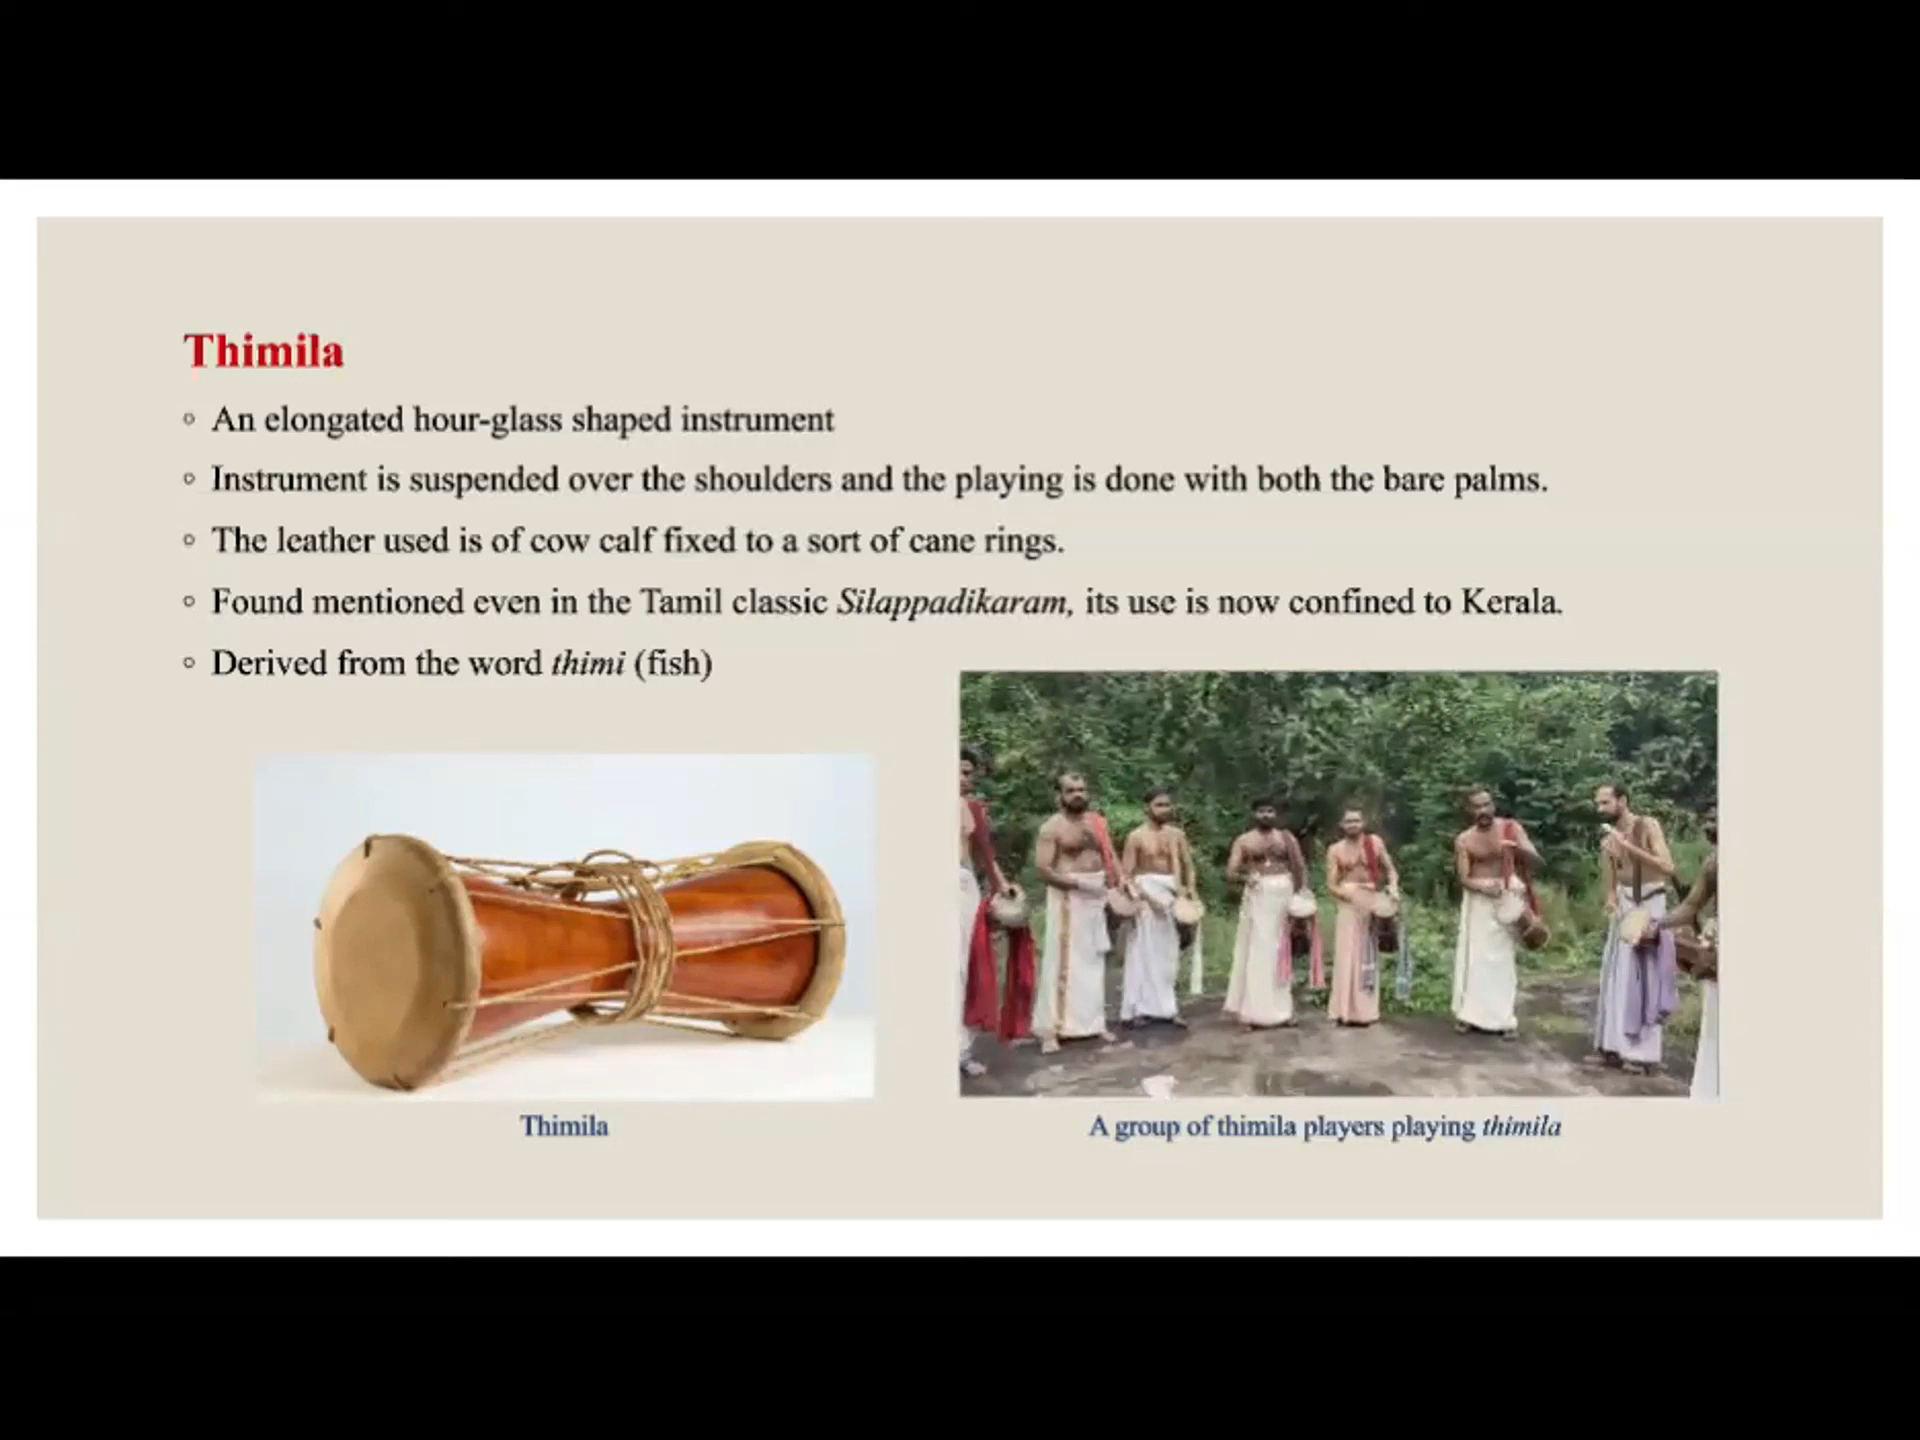 Thimila
◦ An elongated hour-glass shaped instrument
◦ Instrument is suspended over the shoulders and the playing is done with both the bare palms.
◦ The leather used is of cow calf fixed to a sort of cane rings.
◦ Found mentioned even in the Tamil classic Silappadikaram, its use is now confined to Kerala.
◦ Derived from the word thimi (fish)
Thimila
A group of thimila players playing thimila